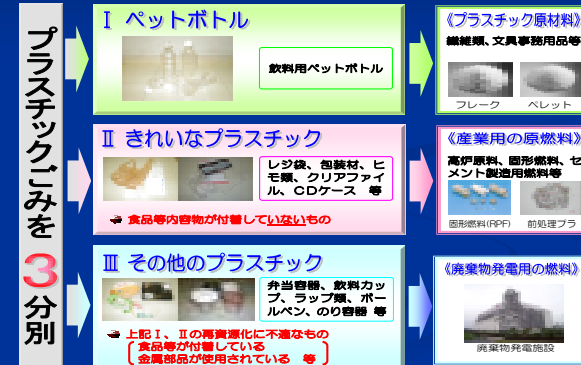 プラスチックごみを
3
分別
Ⅰ ペットボトル
飲料用ペットボトル
《プラスチック原材料》
繊維類、文具事務用品等
フレーク
ペレット
Ⅱ きれいなプラスチック
レジ袋、包装材、ヒ
モ類、クリアファイ
ル、CDケース 等
食品等内容物が付着していないもの
《産業用の原燃料》
高炉原料、固形燃料、セ
メント製造用燃料等
固形燃料(RPF)
前処理プラ
Ⅲ その他のプラスチック
弁当容器、飲料カッ
プ、ラップ類、ボー
ルペン、のり容器 等
上記Ⅰ、Ⅱの再資源化に不適なもの
食品等が付着している
金属部品が使用されている 等
《廃棄物発電用の燃料》
廃棄物発電施設